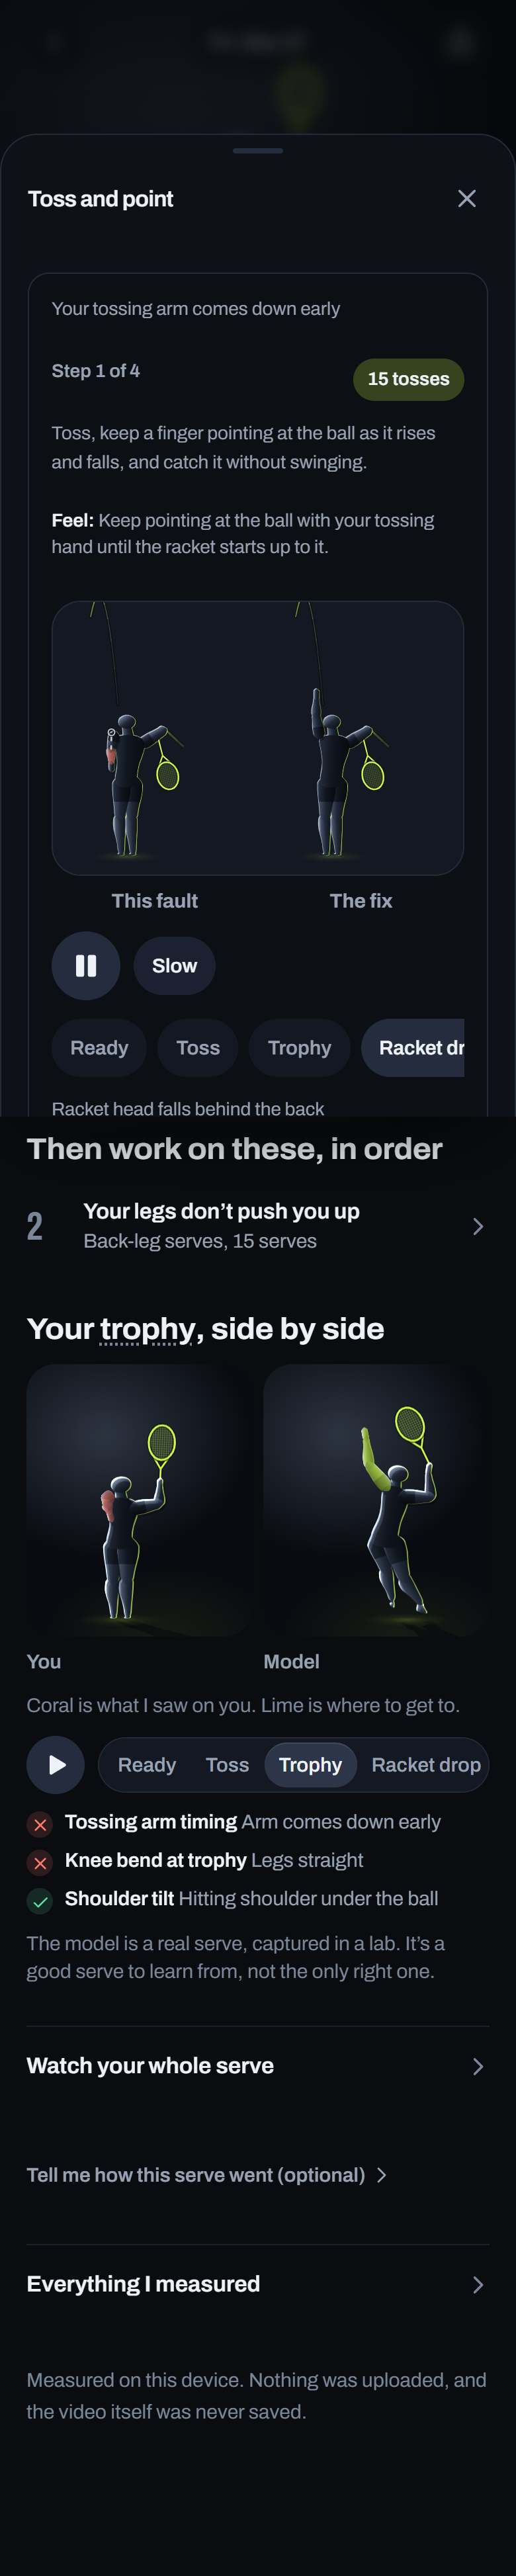 Toss and point
Your tossing arm comes down early
Step 1 of 4
15 tosses
Toss, keep a finger pointing at the ball as it rises
and falls, and catch it without swinging.
Feel: Keep pointing at the ball with your tossing
hand until the racket starts up to it.
This fault
The fix
Slow
Ready
Toss
Trophy
Racket dr
Racket head falls behind the back
Then work on these, in order
2
Your legs don’t push you up
Back-leg serves, 15 serves
Your trophy, side by side
You
Model
Coral is what I saw on you. Lime is where to get to.
Ready
Toss
Trophy
Racket drop
Tossing arm timing Arm comes down early
Knee bend at trophy Legs straight
Shoulder tilt Hitting shoulder under the ball
The model is a real serve, captured in a lab. It’s a
good serve to learn from, not the only right one.
Watch your whole serve
Tell me how this serve went (optional)
Everything I measured
Measured on this device. Nothing was uploaded, and
the video itself was never saved.